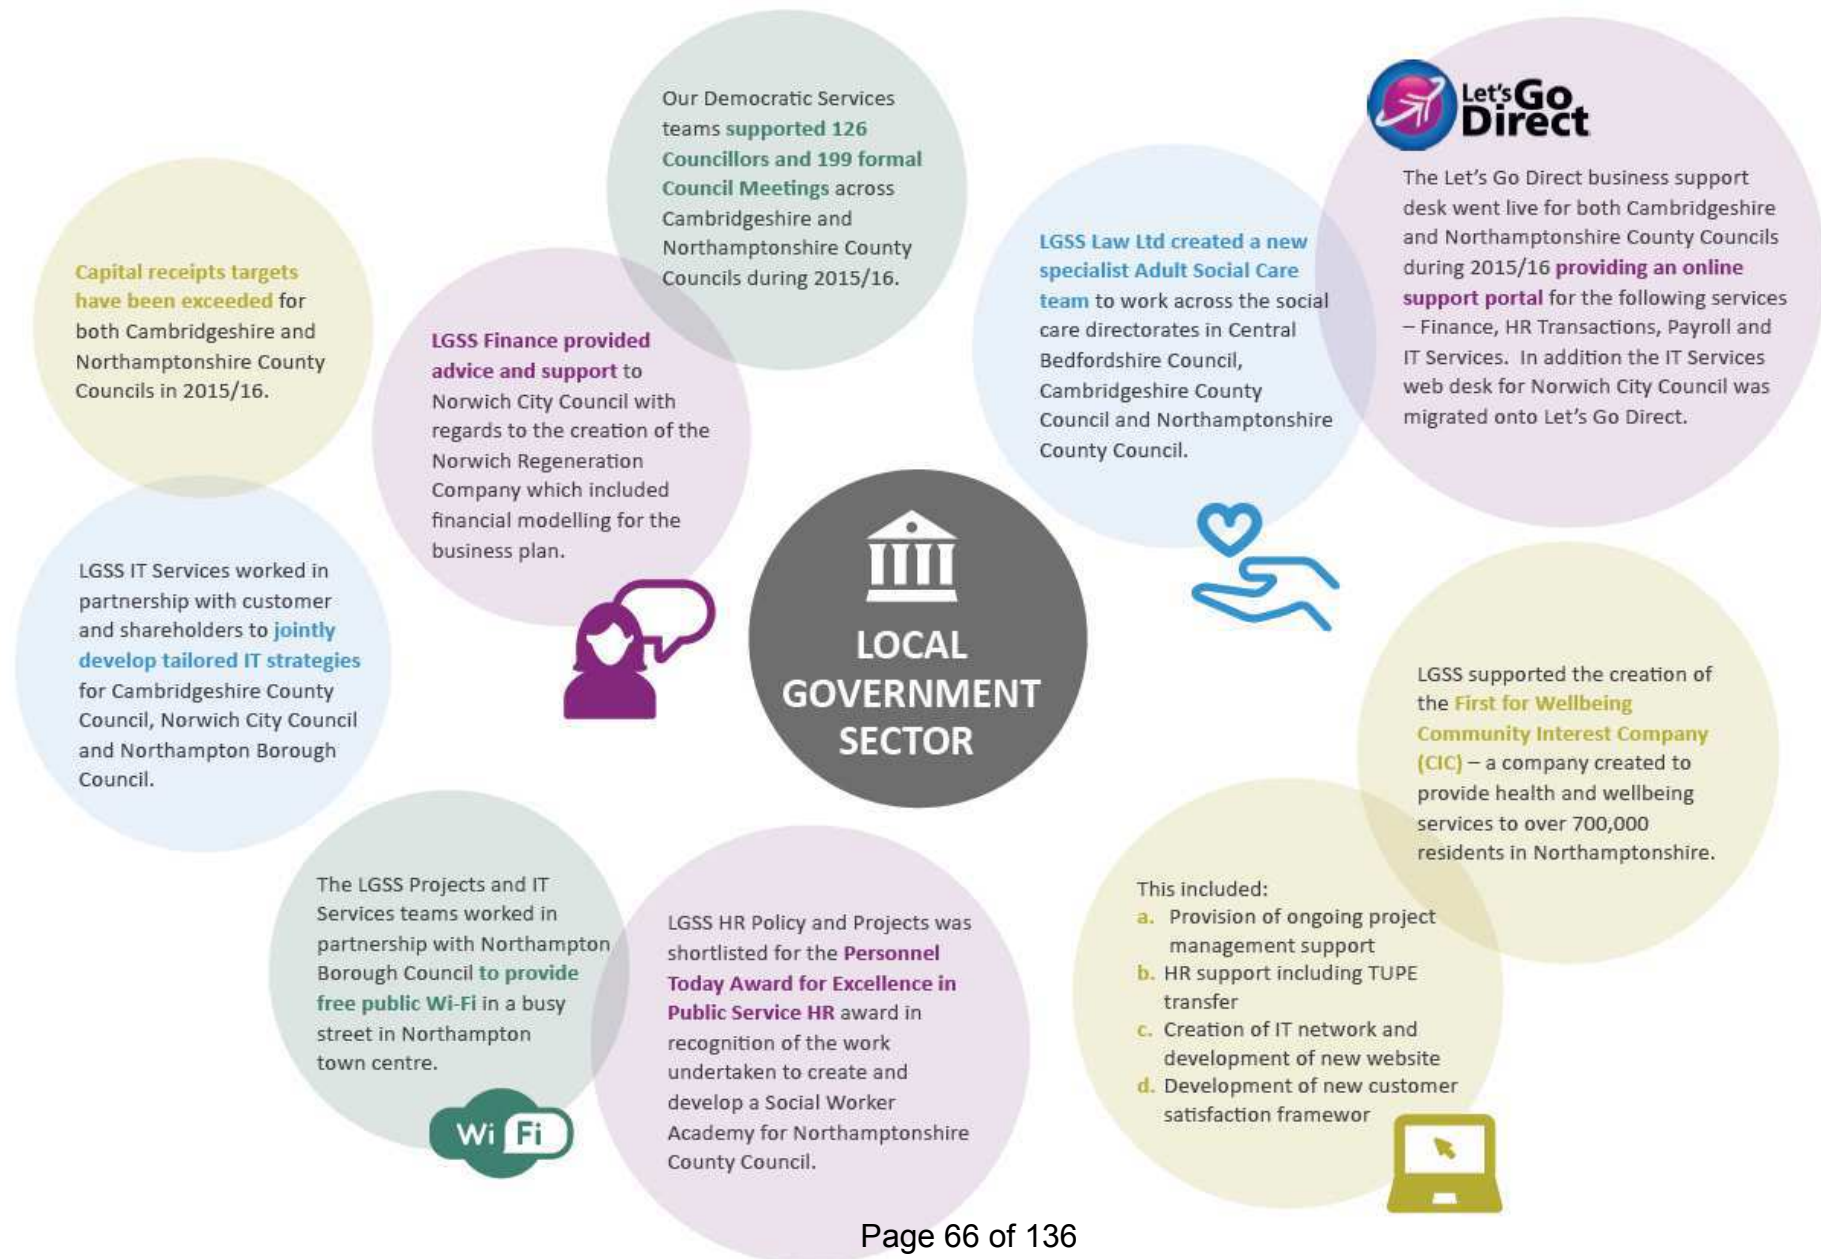 Our Democratic Services
teams supported 126
Councillors and 199 formal
Council Meetings across
Cambridgeshire and
Northamptonshire County
Councils during 2015/16.
Let's Go
Direct
The Let's Go Direct business support
desk went live for both Cambridgeshire
and Northamptonshire County Councils
during 2015/16 providing an online
support portal for the following services
– Finance, HR Transactions, Payroll and
IT Services. In addition the IT Services
web desk for Norwich City Council was
migrated onto Let's Go Direct.
Capital receipts targets
have been exceeded for
both Cambridgeshire and
Northamptonshire County
Councils in 2015/16.
LGSS Finance provided
advice and support to
Norwich City Council with
regards to the creation of the
Norwich Regeneration
Company which included
financial modelling for the
business plan.
LGSS Law Ltd created a new
specialist Adult Social Care
team to work across the social
care directorates in Central
Bedfordshire Council,
Cambridgeshire County
Council and Northamptonshire
County Council.
LGSS IT Services worked in
partnership with customer
and shareholders to jointly
develop tailored IT strategies
for Cambridgeshire County
Council, Norwich City Council
and Northampton Borough
Council.
LOCAL
GOVERNMENT
SECTOR
LGSS supported the creation of
the First for Wellbeing
Community Interest Company
(CIC) – a company created to
provide health and wellbeing
services to over 700,000
residents in Northamptonshire.
The LGSS Projects and IT
Services teams worked in
partnership with Northampton
Borough Council to provide
free public Wi-Fi in a busy
street in Northampton
town centre.
Wi Fi
LGSS HR Policy and Projects was
shortlisted for the Personnel
Today Award for Excellence in
Public Service HR award in
recognition of the work
undertaken to create and
develop a Social Worker
Academy for Northamptonshire
County Council.
This included:
a. Provision of ongoing project
management support
b. HR support including TUPE
transfer
c. Creation of IT network and
development of new website
d. Development of new customer
satisfaction framewor
Page 66 of 136